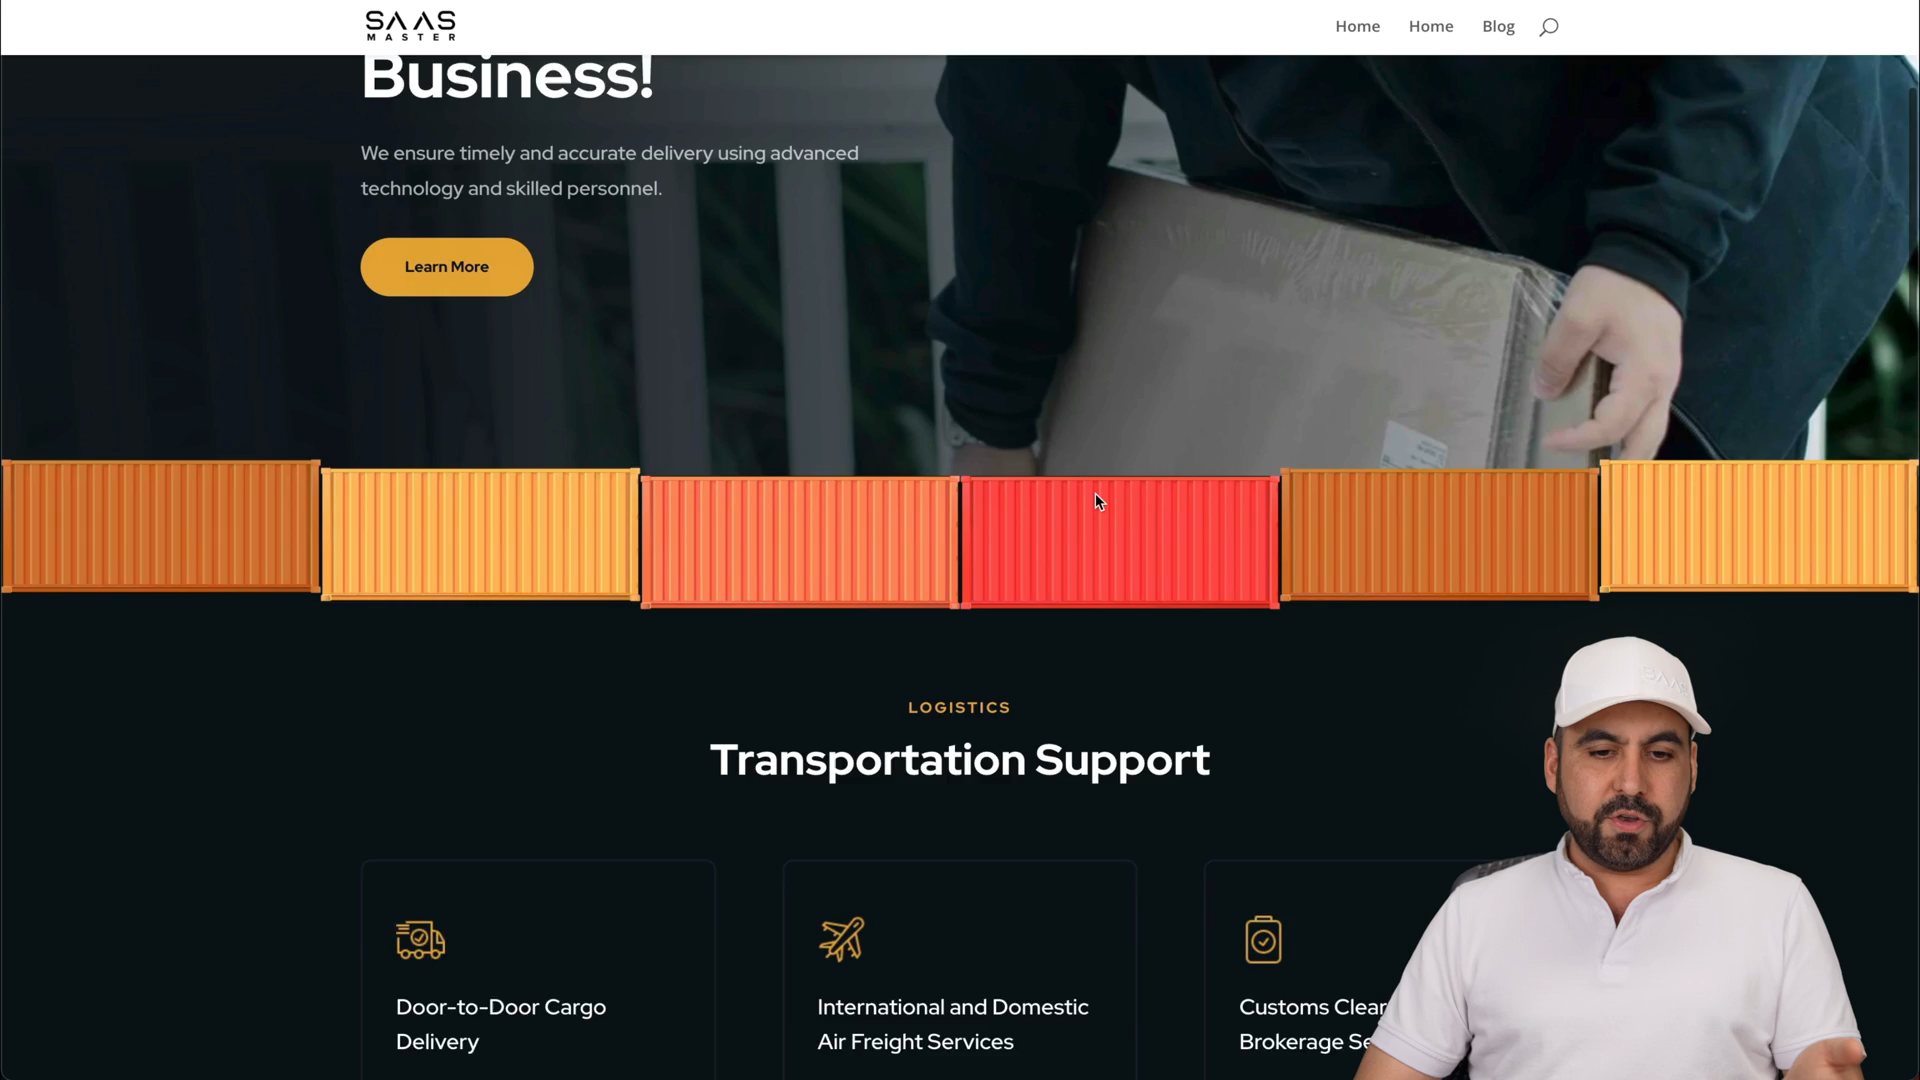 SAAS
MASTER
Home Home Blog
Business!
We ensure timely and accurate delivery using advanced
technology and skilled personnel.
Learn More
LOGISTICS
Transportation Support
Door-to-Door Cargo
Delivery
International and Domestic
Air Freight Services
Customs Clear
Brokerage Se